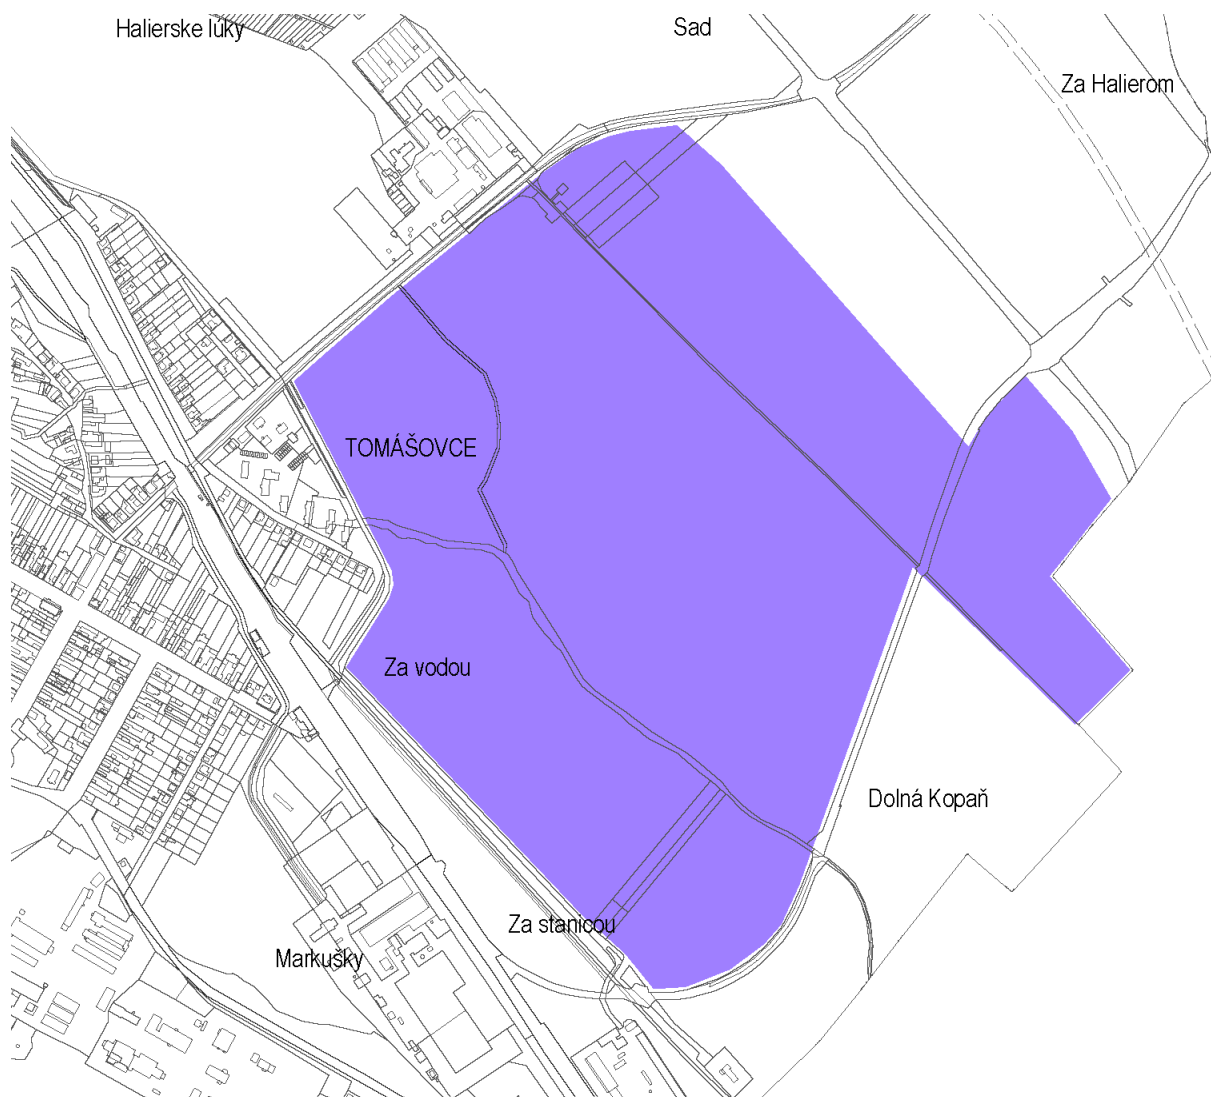 Halierske lúky
Sad
Za Halierom
TOMÁŠOVCE
Za vodou
Dolná Kopaň
Za stanicou
Markušky